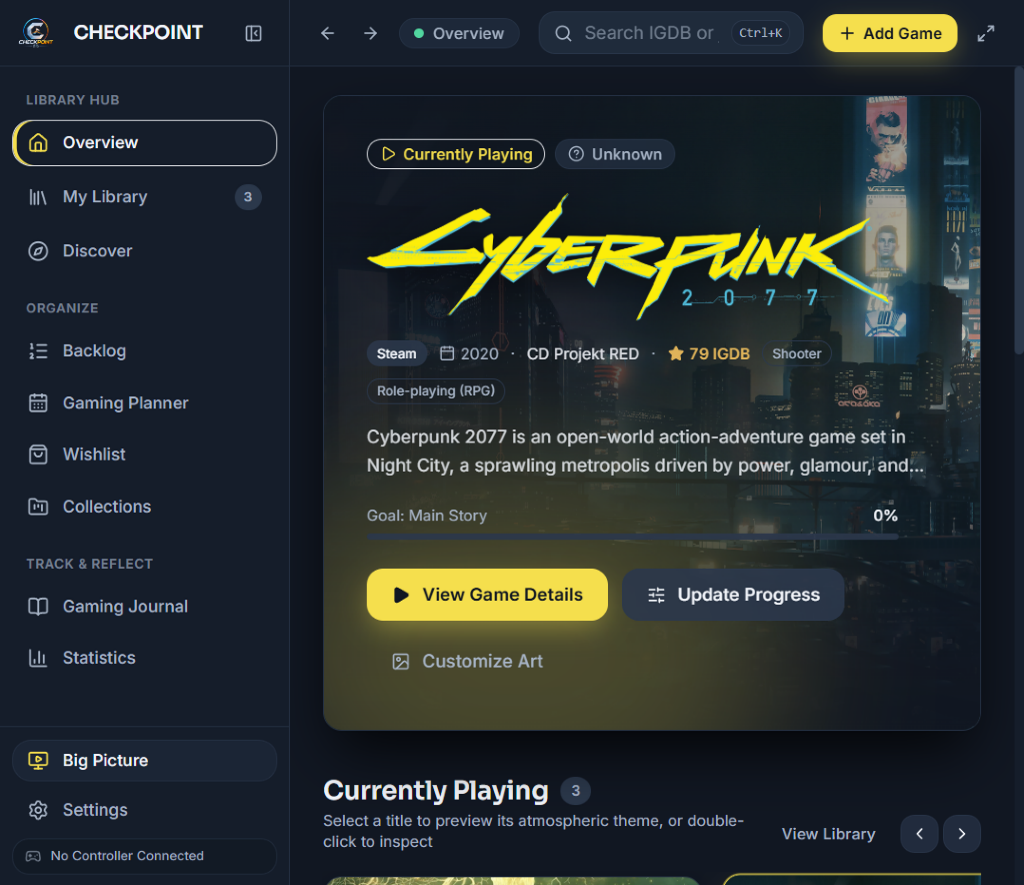 CHECKPOINT
CHECKPOINT
Overview
Search IGDB or
Ctrl+K
Add Game
LIBRARY HUB
Overview
My Library
3
Discover
ORGANIZE
Backlog
Gaming Planner
Wishlist
Collections
TRACK & REFLECT
Gaming Journal
Statistics
Big Picture
Settings
No Controller Connected
Currently Playing
Unknown
CYBERPUNK
2077
Steam
2020 · CD Projekt RED · 79 IGDB
Shooter
Role-playing (RPG)
Cyberpunk 2077 is an open-world action-adventure game set in
Night City, a sprawling metropolis driven by power, glamour, and...
Goal: Main Story
0%
View Game Details
Update Progress
Customize Art
Currently Playing
3
Select a title to preview its atmospheric theme, or double-
click to inspect
View Library